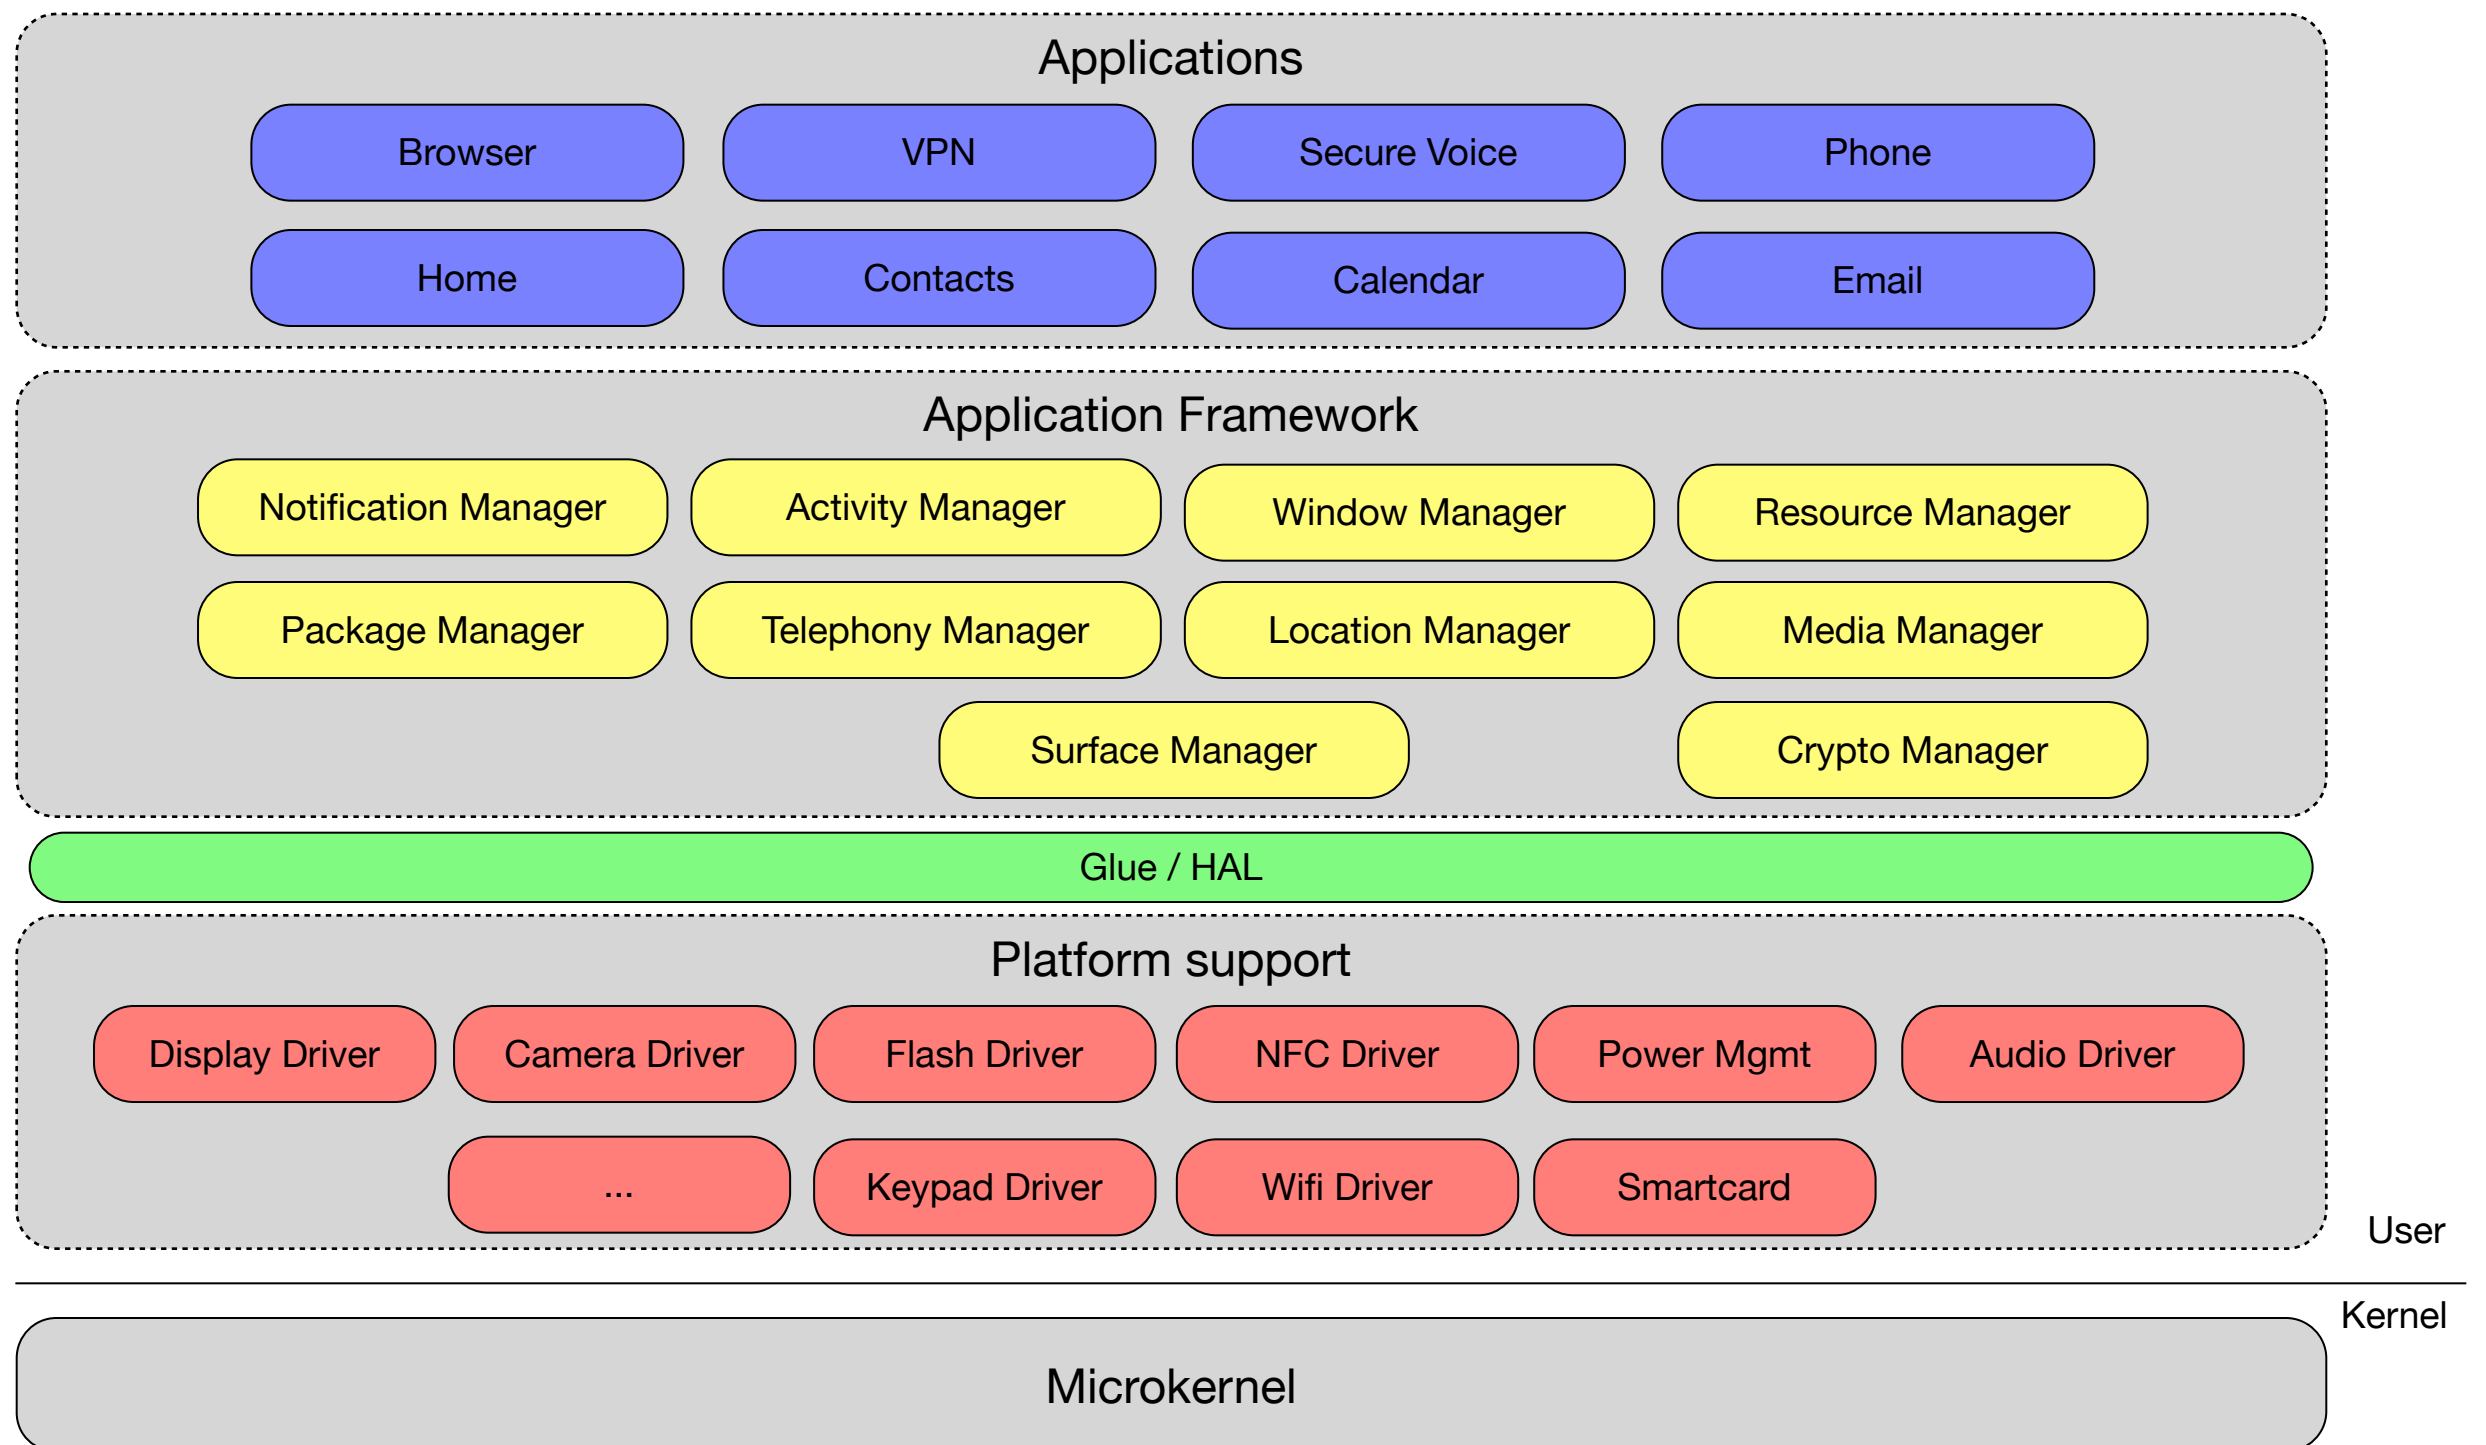 Applications
Browser
VPN
Secure Voice
Phone
Home
Contacts
Calendar
Email
Application Framework
Notification Manager
Activity Manager
Window Manager
Resource Manager
Package Manager
Telephony Manager
Location Manager
Media Manager
Surface Manager
Crypto Manager
Glue / HAL
Platform support
Display Driver
Camera Driver
Flash Driver
NFC Driver
Power Mgmt
Audio Driver
...
Keypad Driver
Wifi Driver
Smartcard
User
Kernel
Microkernel